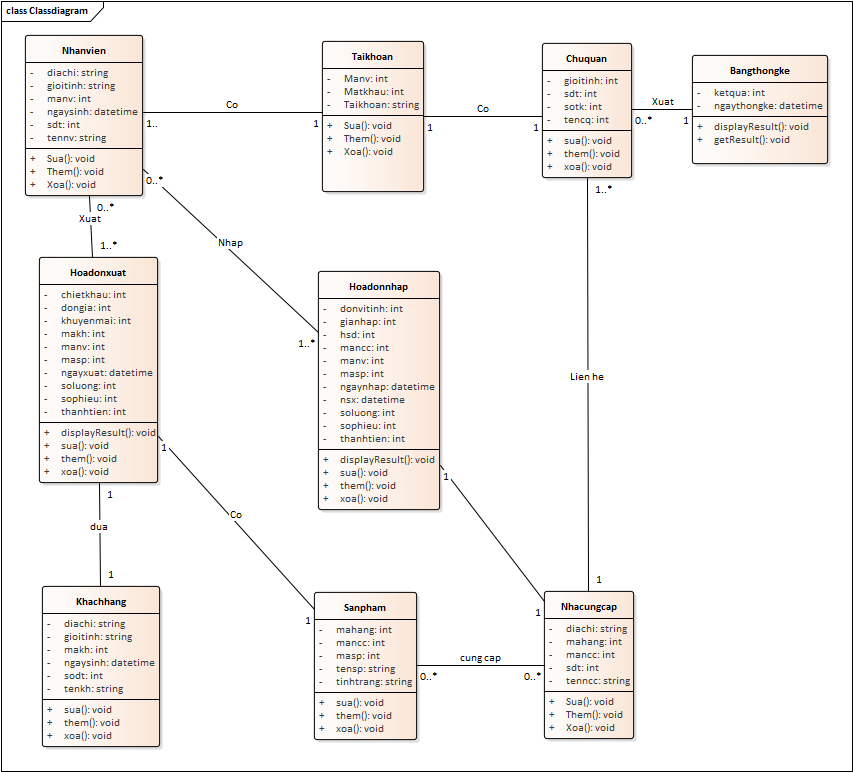 class Classdiagram
Nhanvien
- diachi: string
- gioitinh: string
- manv: int
- ngaysinh: datetime
- sdt: int
- tennv: string
+ Sua(): void
+ Them(): void
+ Xoa(): void
Taikhoan
- Manv: int
- Matkhau: int
- Taikhoan: string
+ Sua(): void
+ Them(): void
+ Xoa(): void
Chuquan
- gioitinh: int
- sdt: int
- sotk: int
- tencq: int
+ sua(): void
+ them(): void
+ xoa(): void
Bangthongke
- ketqua: int
- ngaythongke: datetime
+ displayResult(): void
+ getResult(): void
Co
1..
1
Co
1
1
Xuat
0..*
1
0..*
Xuat
1..*
0..*
Nhap
1..*
1..*
Lien he
1
Hoadonxuat
- chietkhau: int
- dongia: int
- khuyenmai: int
- makh: int
- manv: int
- masp: int
- ngayxuat: datetime
- soluong: int
- sophieu: int
- thanhtien: int
+ displayResult(): void
+ sua(): void
+ them(): void
+ xoa(): void
Hoadonnhap
- donvitinh: int
- gianhap: int
- hsd: int
- mancc: int
- manv: int
- masp: int
- ngaynhap: datetime
- nsx: datetime
- soluong: int
- sophieu: int
- thanhtien: int
+ displayResult(): void
+ sua(): void
+ them(): void
+ xoa(): void
1
dua
1
1
Co
1
1
1
Khachhang
- diachi: string
- gioitinh: string
- makh: int
- ngaysinh: datetime
- sodt: int
- tenkh: string
+ sua(): void
+ them(): void
+ xoa(): void
Sanpham
- mahang: int
- mancc: int
- masp: int
- tensp: string
- tinhtrang: string
+ sua(): void
+ them(): void
+ xoa(): void
cung cap
0..*
0..*
Nhacungcap
- diachi: string
- mahang: int
- mancc: int
- sdt: int
- tenncc: string
+ Sua(): void
+ Them(): void
+ Xoa(): void